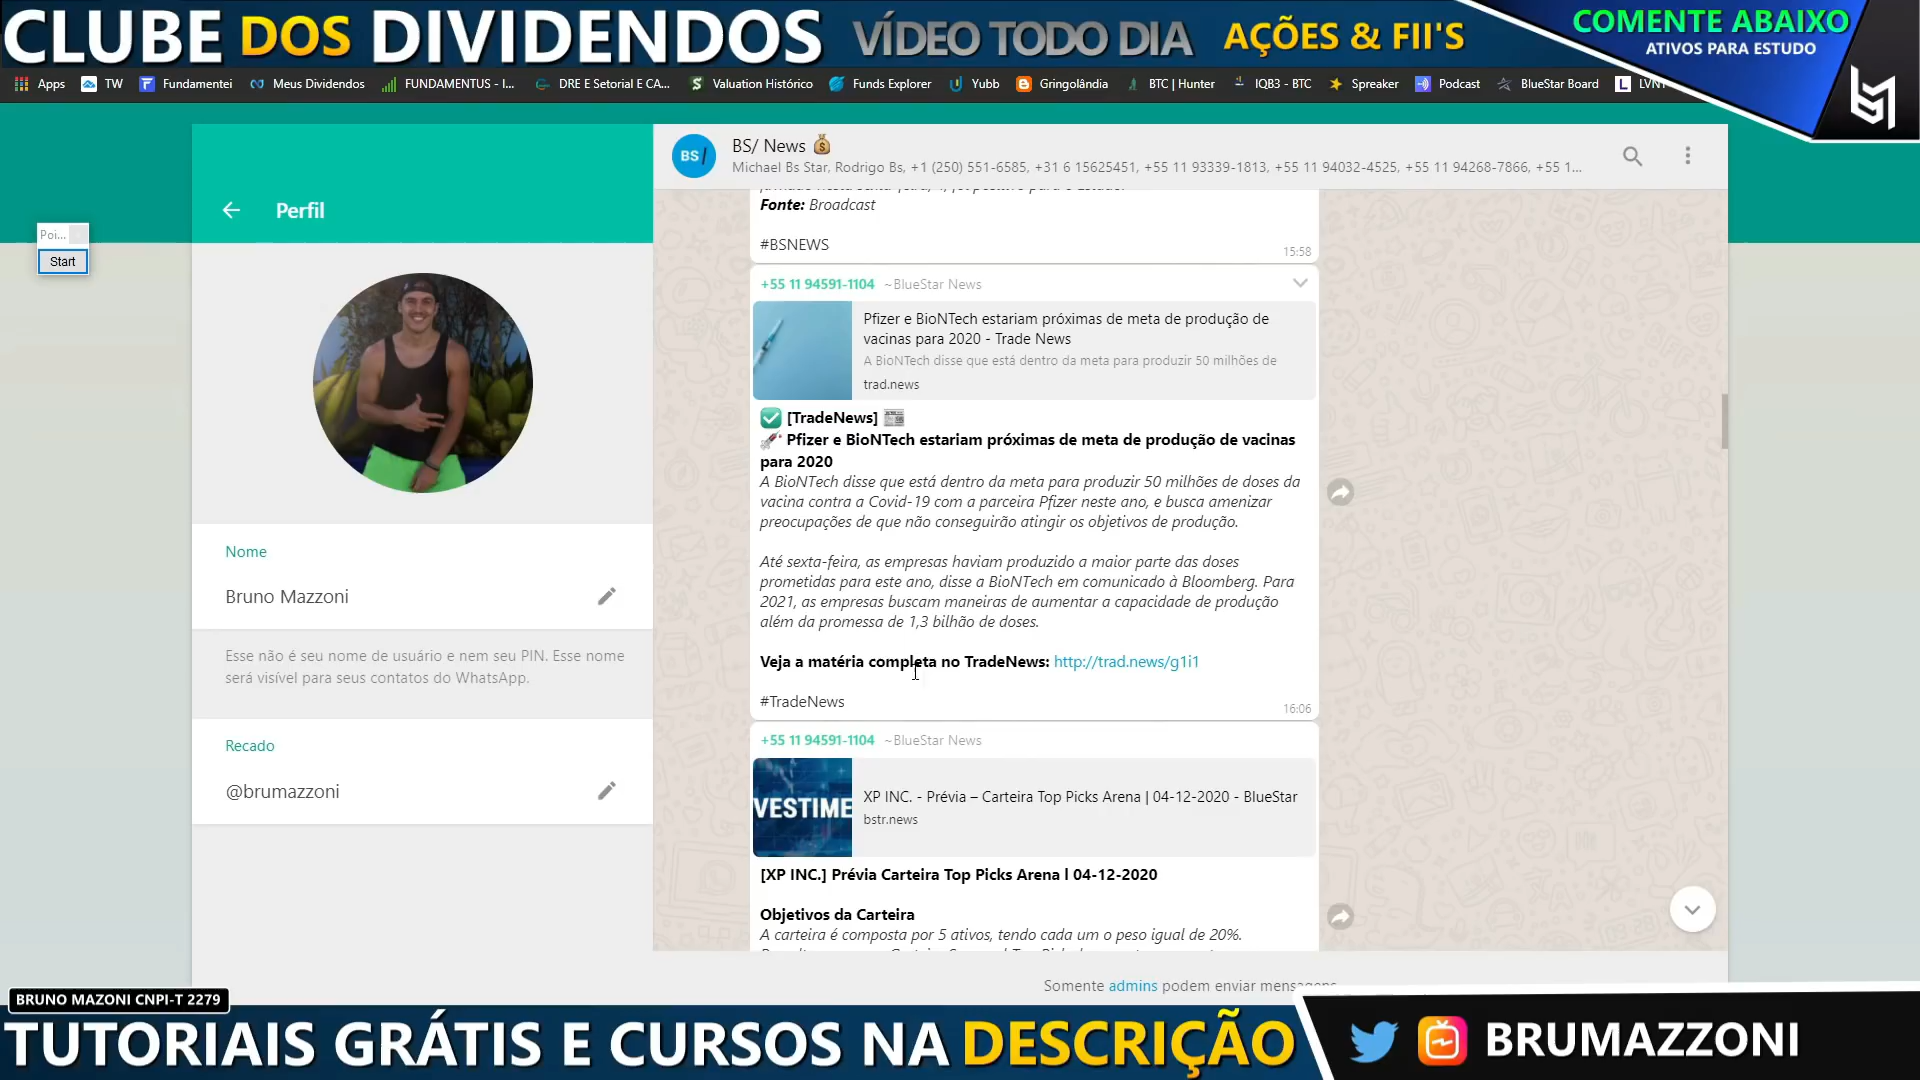 CLUBE DOS DIVIDENDOS VÍDEO TODO DIA AÇÕES & FII'S
COMENTE ABAIXO
ATIVOS PARA ESTUDO
Apps TW Fundamentei Meus Dividendos FUNDAMENTUS - I... DRE E Setorial E CA... Valuation Histórico Funds Explorer Yubb Gringolândia BTC | Hunter IQB3 - BTC Spreaker Podcast BlueStar Board
BS/
BS/ News
Michael Bs Star, Rodrigo Bs, +1 (250) 551-6585, +31 6 15625451, +55 11 93339-1813, +55 11 94032-4525, +55 11 94268-7866, +55 1...
Perfil
Poi...
Start
Nome
Bruno Mazzoni
Esse não é seu nome de usuário e nem seu PIN. Esse nome
será visível para seus contatos do WhatsApp.
Recado
@brumazzoni
Fonte: Broadcast
#BSNEWS
15:58
+55 11 94591-1104 ~BlueStar News
Pfizer e BioNTech estariam próximas de meta de produção de
vacinas para 2020 - Trade News
A BioNTech disse que está dentro da meta para produzir 50 milhões de
trad.news
[TradeNews]
Pfizer e BioNTech estariam próximas de meta de produção de vacinas
para 2020
A BioNTech disse que está dentro da meta para produzir 50 milhões de doses da
vacina contra a Covid-19 com a parceira Pfizer neste ano, e busca amenizar
preocupações de que não conseguirão atingir os objetivos de produção.
Até sexta-feira, as empresas haviam produzido a maior parte das doses
prometidas para este ano, disse a BioNTech em comunicado à Bloomberg. Para
2021, as empresas buscam maneiras de aumentar a capacidade de produção
além da promessa de 1,3 bilhão de doses.
Veja a matéria completa no TradeNews: http://trad.news/g1i1
#TradeNews
16:06
+55 11 94591-1104 ~BlueStar News
VESTIME
XP INC. - Prévia – Carteira Top Picks Arena | 04-12-2020 - BlueStar
bstr.news
[XP INC.] Prévia Carteira Top Picks Arena l 04-12-2020
Objetivos da Carteira
A carteira é composta por 5 ativos, tendo cada um o peso igual de 20%.
Somente admins podem enviar mensagens
BRUNO MAZONI CNPI-T 2279
TUTORIAIS GRÁTIS E CURSOS NA DESCRIÇÃO
BRUMAZZONI